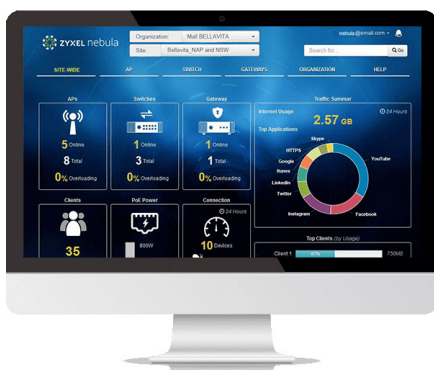 ZYXEL nebula
Organization: Mall BELLAVITA
Site: Bellavita_NAP and NSW
nebula@email.com
Search for...
Go
SITE-WIDE AP SWITCH GATEWAYS ORGANIZATION HELP
APs
5 Online
8 Total
0% Overloading
Switches
1 Online
3 Total
0% Overloading
Gateway
1 Online
1 Total
0% Overloading
Traffic Summar
Internet Usage
24 Hours
2.57 GB
Top Applications
Skype
HTTPS
Google
Itunes
LinkedIn
Twitter
Instagram
Facebook
YouTube
Clients
35
PoE Power
800W
Connection
24 Hours
10 Devices
Top Clients (by Usage)
Client 1 41% 730MB